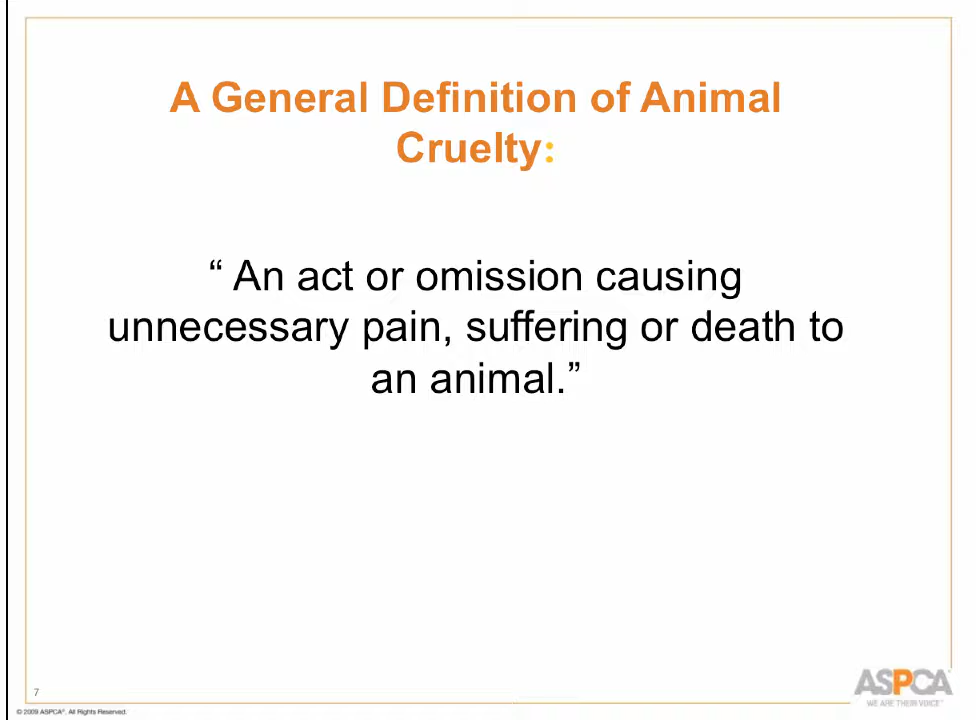 A General Definition of Animal
Cruelty:
“ An act or omission causing
unnecessary pain, suffering or death to
an animal.”
7
ASPCA
WE ARE THEIR VOICE™
© 2009 ASPCA®. All Rights Reserved.